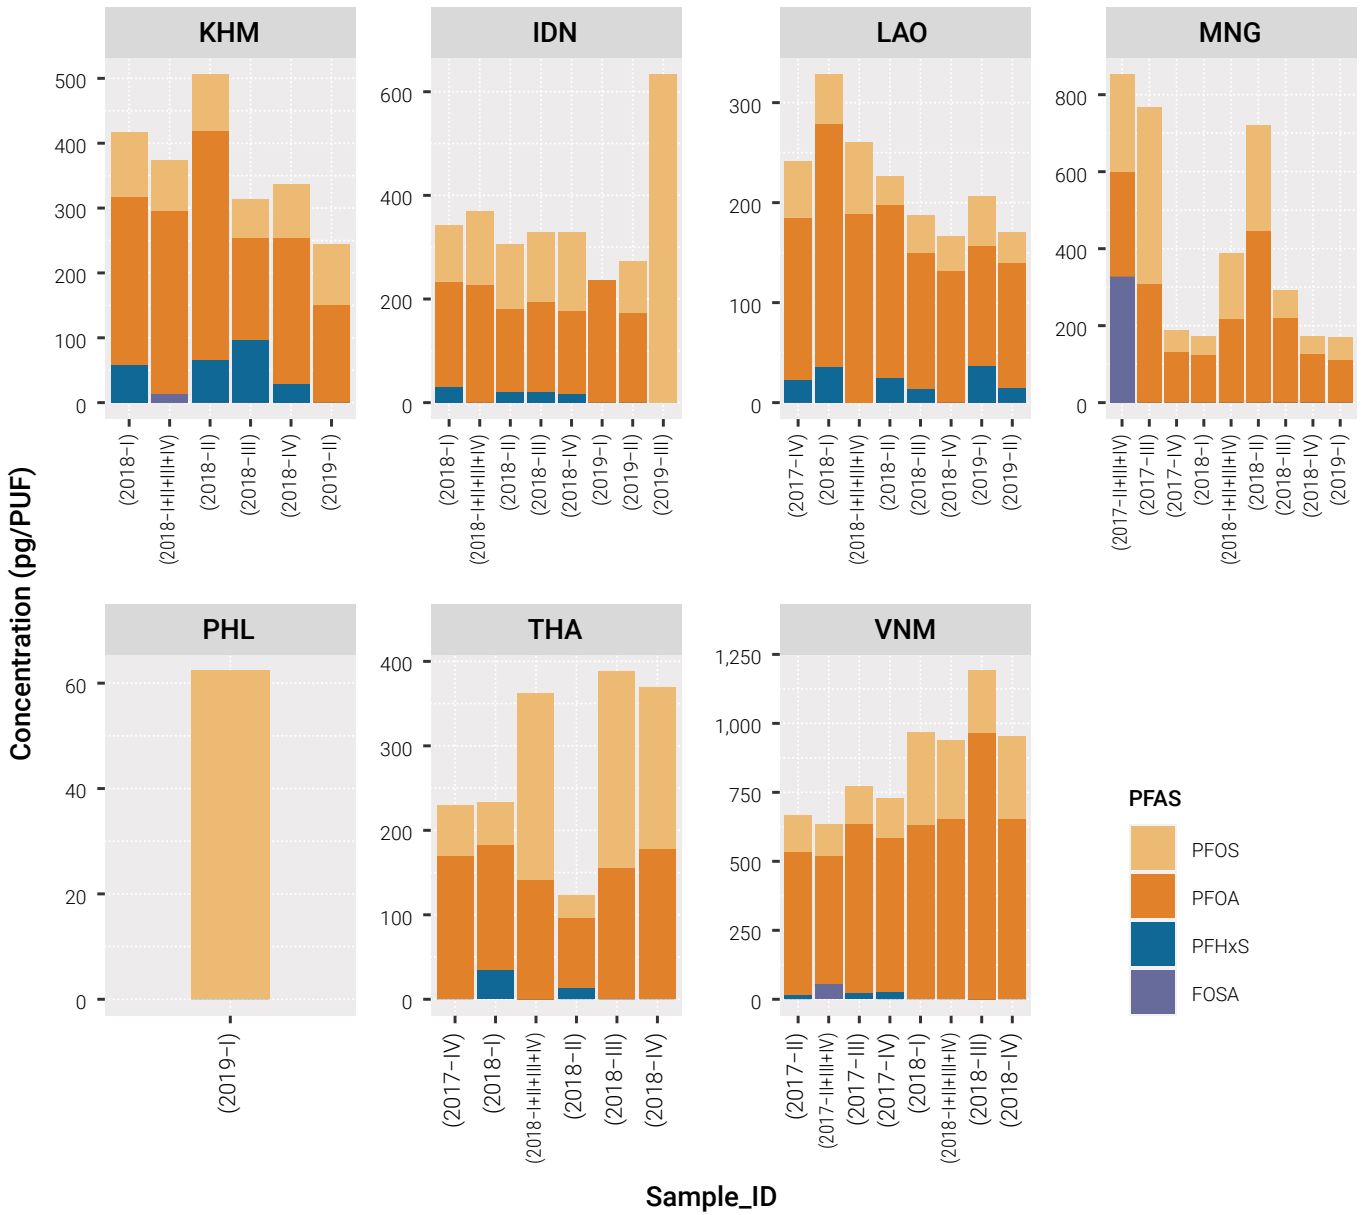 KHM
IDN
LAO
MNG
500
400
300
200
100
0
600
400
200
0
300
200
100
0
800
600
400
200
0
(2018-I)
(2018-I+II+III+IV)
(2018-II)
(2018-III)
(2018-IV)
(2019-II)
(2018-I)
(2018-I+II+III+IV)
(2018-II)
(2018-III)
(2018-IV)
(2019-I)
(2019-II)
(2019-III)
(2017-IV)
(2018-I)
(2018-I+II+III+IV)
(2018-II)
(2018-III)
(2018-IV)
(2019-I)
(2019-II)
(2017-II+III+IV)
(2017-III)
(2017-IV)
(2018-I)
(2018-I+II+III+IV)
(2018-II)
(2018-III)
(2018-IV)
(2019-I)
Concentration (pg/PUF)
PHL
THA
VNM
60
40
20
0
400
300
200
100
0
1,250
1,000
750
500
250
0
(2019-I)
(2017-IV)
(2018-I)
(2018-I+II+III+IV)
(2018-II)
(2018-III)
(2018-IV)
(2017-II)
(2017-II+III+IV)
(2017-III)
(2017-IV)
(2018-I)
(2018-I+II+III+IV)
(2018-III)
(2018-IV)
PFAS
PFOS
PFOA
PFHxS
FOSA
Sample_ID